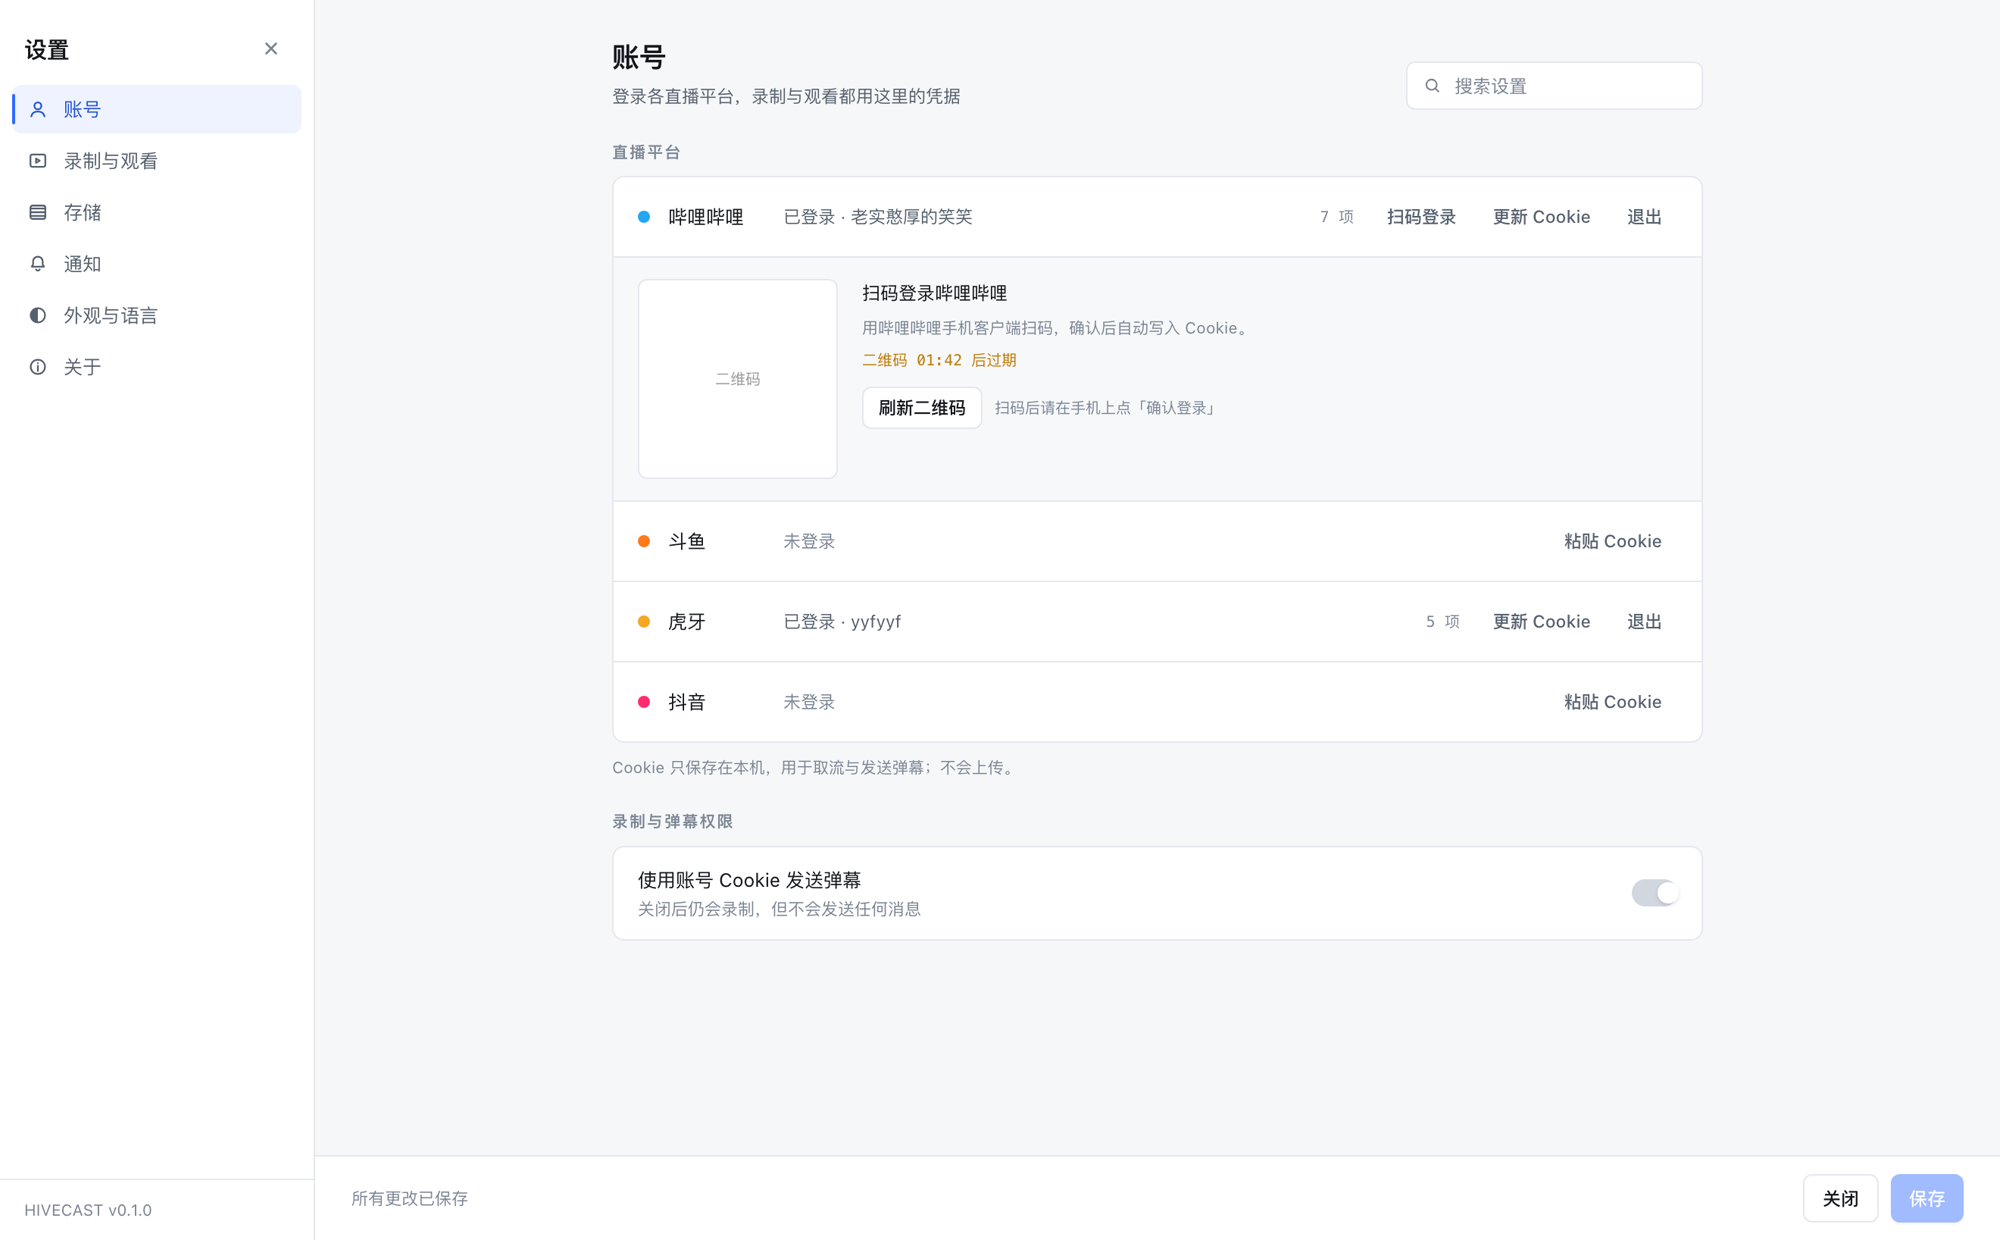 设置
账号
录制与观看
存储
通知
外观与语言
关于
HIVECAST v0.1.0
账号
登录各直播平台，录制与观看都用这里的凭据
搜索设置
直播平台
哔哩哔哩 已登录 · 老实憨厚的笑笑 7 项 扫码登录 更新 Cookie 退出
二维码
扫码登录哔哩哔哩
用哔哩哔哩手机客户端扫码，确认后自动写入 Cookie。
二维码 01:42 后过期
刷新二维码 扫码后请在手机上点「确认登录」
斗鱼 未登录 粘贴 Cookie
虎牙 已登录 · yyfyyf 5 项 更新 Cookie 退出
抖音 未登录 粘贴 Cookie
Cookie 只保存在本机，用于取流与发送弹幕；不会上传。
录制与弹幕权限
使用账号 Cookie 发送弹幕
关闭后仍会录制，但不会发送任何消息
所有更改已保存 关闭 保存